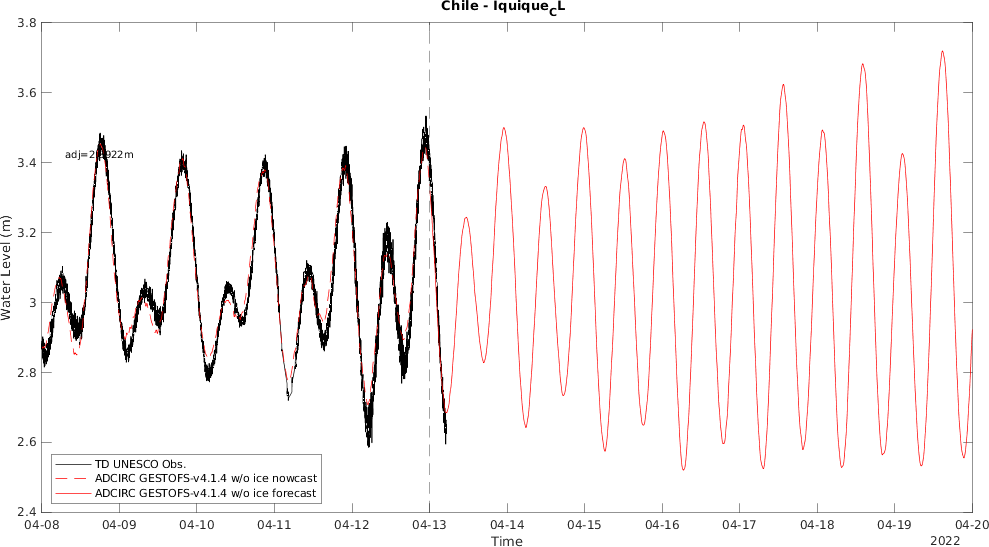 Chile - Iquique_CL
Water Level (m)
3.8
3.6
3.4
3.2
3
2.8
2.6
2.4
TD UNESCO Obs.
ADCIRC GESTOFS-v4.1.4 w/o ice nowcast
ADCIRC GESTOFS-v4.1.4 w/o ice forecast
04-08 04-09 04-10 04-11 04-12 04-13 04-14 04-15 04-16 04-17 04-18 04-19 04-20
Time
2022